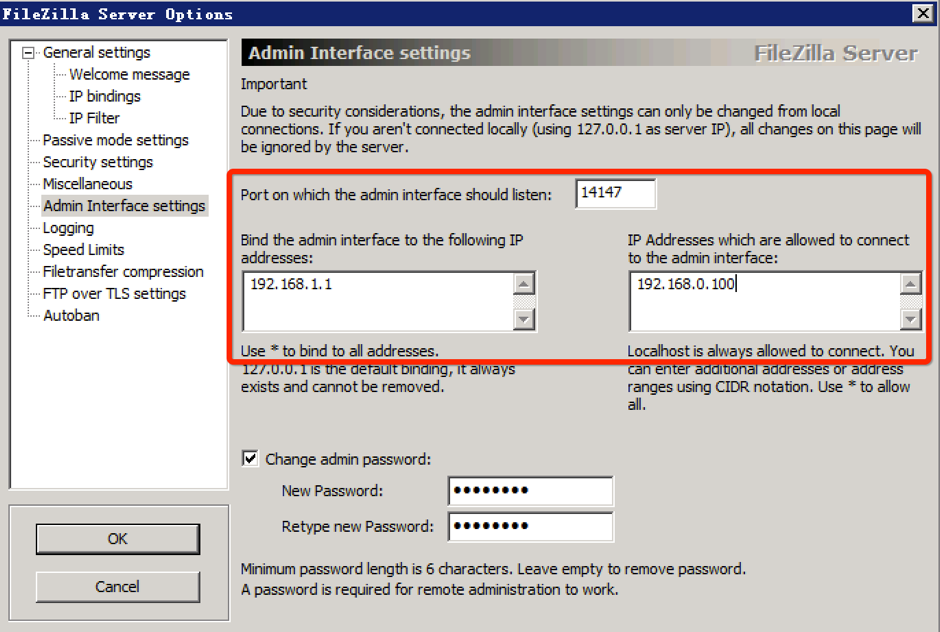 FileZilla Server Options
General settings
Welcome message
IP bindings
IP Filter
Passive mode settings
Security settings
Miscellaneous
Admin Interface settings
Logging
Speed Limits
Filetransfer compression
FTP over TLS settings
Autoban
OK
Cancel
Admin Interface settings
FileZilla Server
Important
Due to security considerations, the admin interface settings can only be changed from local
connections. If you aren't connected locally (using 127.0.0.1 as server IP), all changes on this page will
be ignored by the server.
Port on which the admin interface should listen:
14147
Bind the admin interface to the following IP
addresses:
192.168.1.1
Use * to bind to all addresses.
127.0.0.1 is the default binding, it always
exists and cannot be removed.
IP Addresses which are allowed to connect
to the admin interface:
192.168.0.100
Localhost is always allowed to connect. You
can enter additional addresses or address
ranges using CIDR notation. Use * to allow
all.
Change admin password:
New Password:
●●●●●●●●
Retype new Password:
●●●●●●●●
Minimum password length is 6 characters. Leave empty to remove password.
A password is required for remote administration to work.